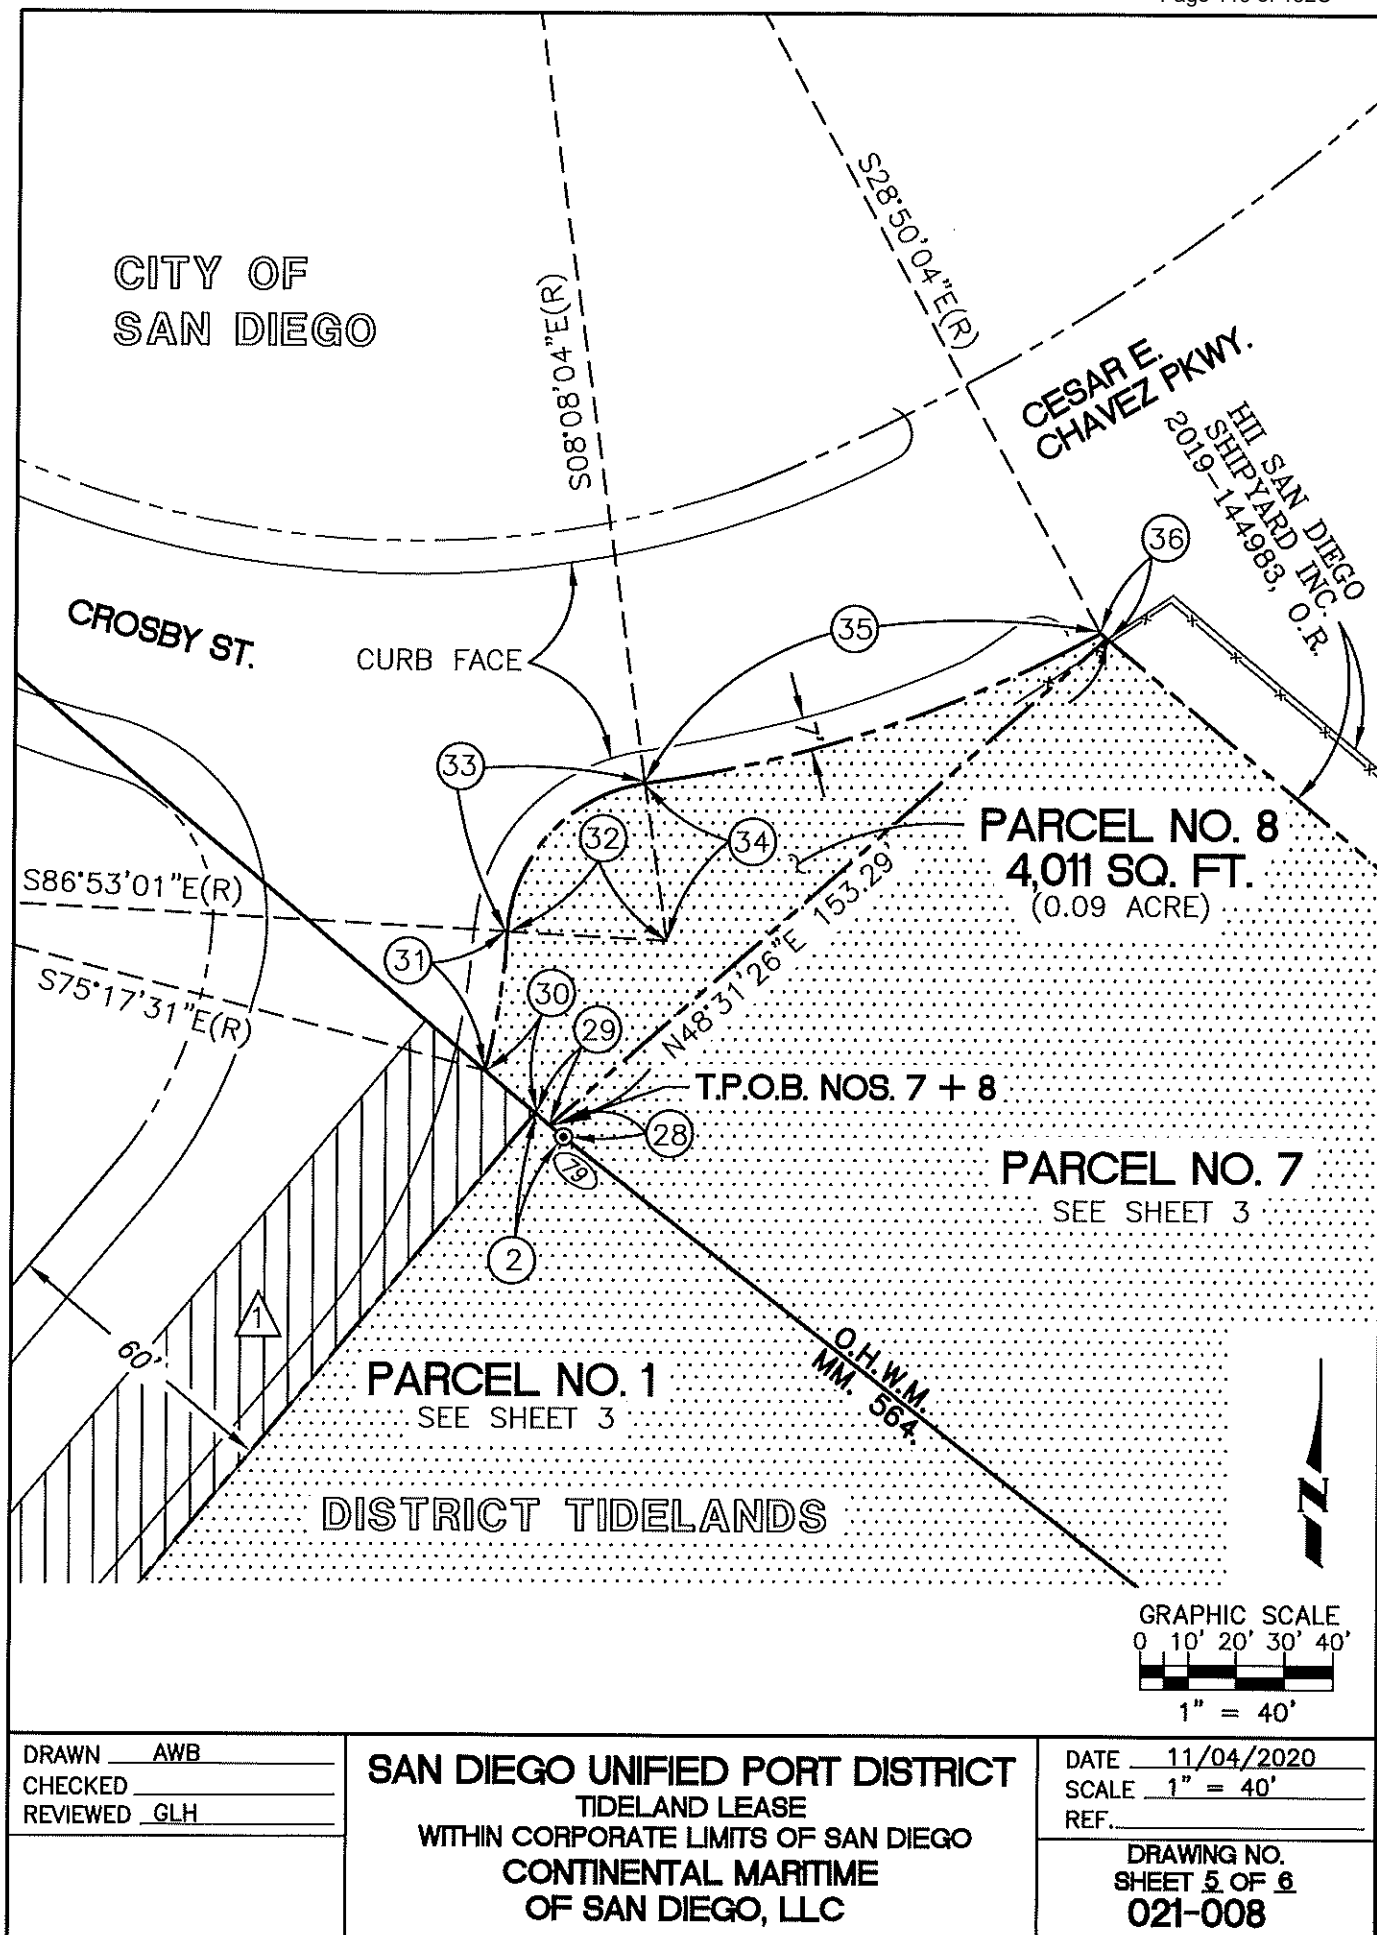 CITY OF
SAN DIEGO
S08°08'04"E(R)
S28°50'04"E(R)
CESAR E.
CHAVEZ PKWY.
HII SAN DIEGO
SHIPYARD INC.
2019-144983, O.R.
36
CROSBY ST.
CURB FACE
35
7'
33
32
34
PARCEL NO. 8
4,011 SQ. FT.
(0.09 ACRE)
S86°53'01"E(R)
N48°31'26"E 153.29'
31
S75°17'31"E(R)
30
29
T.P.O.B. NOS. 7 + 8
28
79
PARCEL NO. 7
SEE SHEET 3
2
1
60'
O.H.W.M.
MM. 564.
PARCEL NO. 1
SEE SHEET 3
N
DISTRICT TIDELANDS
GRAPHIC SCALE
0 10' 20' 30' 40'
1" = 40'
DRAWN AWB
CHECKED
REVIEWED GLH
SAN DIEGO UNIFIED PORT DISTRICT
TIDELAND LEASE
WITHIN CORPORATE LIMITS OF SAN DIEGO
CONTINENTAL MARITIME
OF SAN DIEGO, LLC
DATE 11/04/2020
SCALE 1" = 40'
REF.
DRAWING NO.
SHEET 5 OF 6
021-008